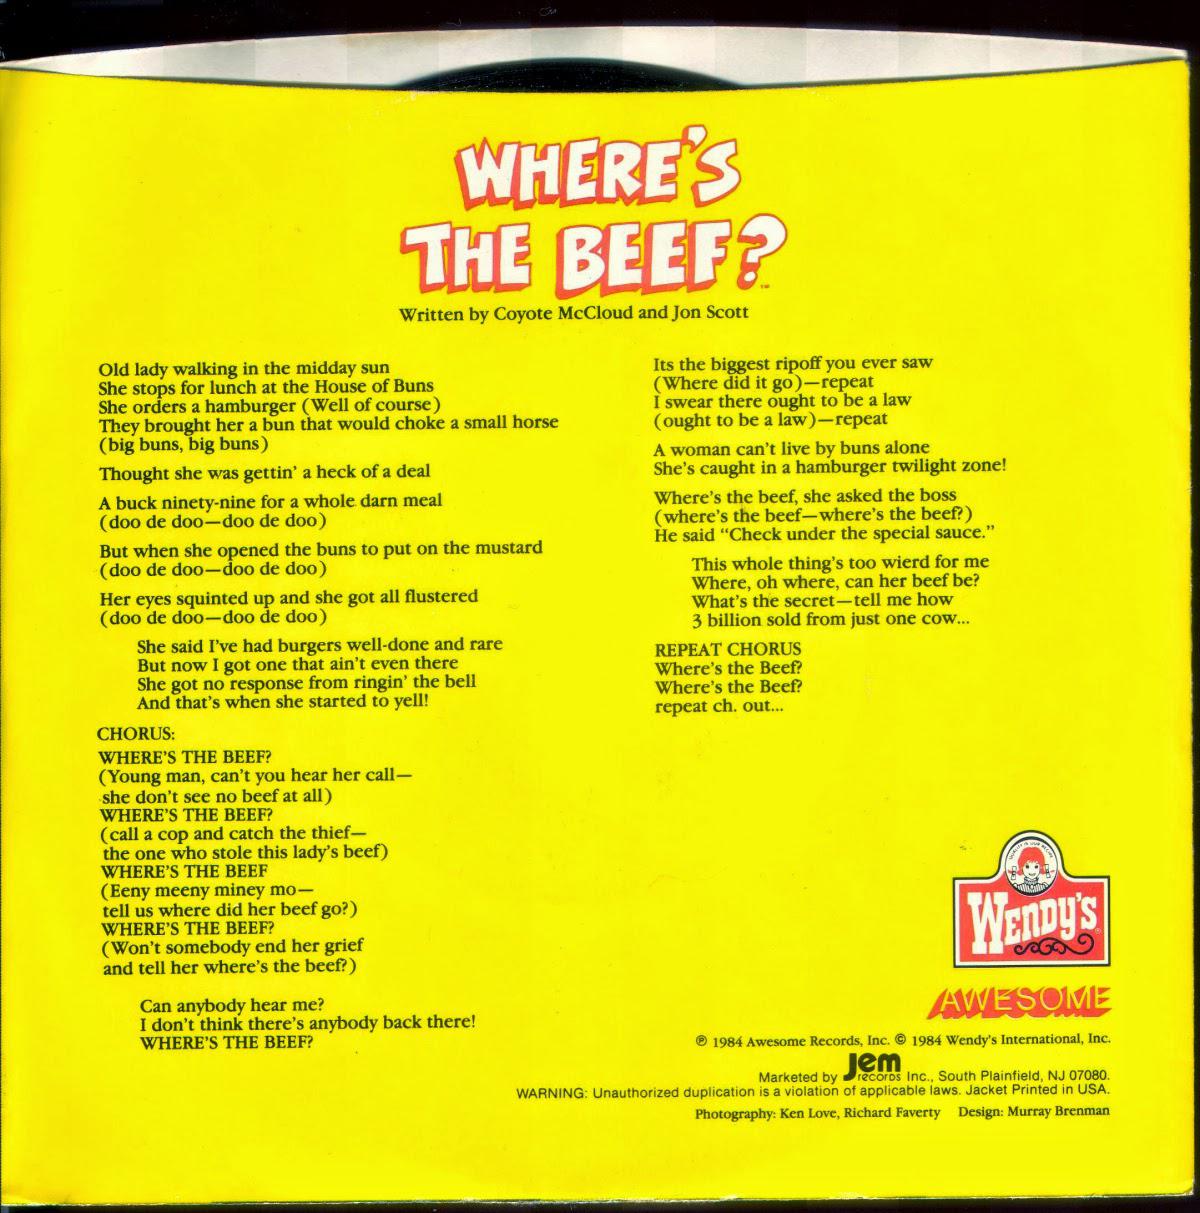 WHERE'S
THE BEEF?™
Written by Coyote McCloud and Jon Scott
Old lady walking in the midday sun
She stops for lunch at the House of Buns
She orders a hamburger (Well of course)
They brought her a bun that would choke a small horse
(big buns, big buns)
Thought she was gettin' a heck of a deal
A buck ninety-nine for a whole darn meal
(doo de doo—doo de doo)
But when she opened the buns to put on the mustard
(doo de doo—doo de doo)
Her eyes squinted up and she got all flustered
(doo de doo—doo de doo)
She said I've had burgers well-done and rare
But now I got one that ain't even there
She got no response from ringin' the bell
And that's when she started to yell!
CHORUS:
WHERE'S THE BEEF?
(Young man, can't you hear her call—
she don't see no beef at all)
WHERE'S THE BEEF?
(call a cop and catch the thief—
the one who stole this lady's beef)
WHERE'S THE BEEF
(Eeny meeny miney mo—
tell us where did her beef go?)
WHERE'S THE BEEF?
(Won't somebody end her grief
and tell her where's the beef?)
Can anybody hear me?
I don't think there's anybody back there!
WHERE'S THE BEEF?
Its the biggest ripoff you ever saw
(Where did it go)—repeat
I swear there ought to be a law
(ought to be a law)—repeat
A woman can't live by buns alone
She's caught in a hamburger twilight zone!
Where's the beef, she asked the boss
(where's the beef—where's the beef?)
He said “Check under the special sauce.”
This whole thing's too wierd for me
Where, oh where, can her beef be?
What's the secret—tell me how
3 billion sold from just one cow...
REPEAT CHORUS
Where's the Beef?
Where's the Beef?
repeat ch. out...
QUALITY IS OUR RECIPE
WENDY'S®
AWESOME
℗ 1984 Awesome Records, Inc. © 1984 Wendy's International, Inc.
Marketed by Jem records Inc., South Plainfield, NJ 07080.
WARNING: Unauthorized duplication is a violation of applicable laws. Jacket Printed in USA.
Photography: Ken Love, Richard Faverty Design: Murray Brenman